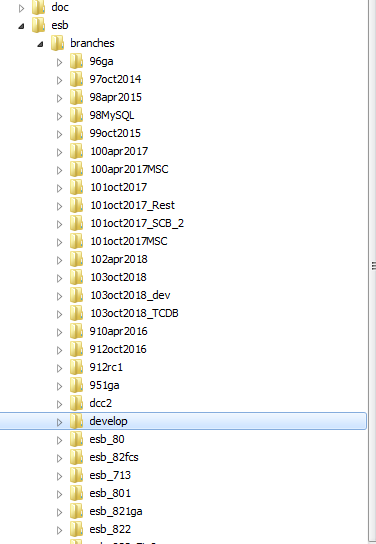 doc
esb
branches
96ga
97oct2014
98apr2015
98MySQL
99oct2015
100apr2017
100apr2017MSC
101oct2017
101oct2017_Rest
101oct2017_SCB_2
101oct2017MSC
102apr2018
103oct2018
103oct2018_dev
103oct2018_TCDB
910apr2016
912oct2016
912rc1
951ga
dcc2
develop
esb_80
esb_82fcs
esb_713
esb_801
esb_821ga
esb_822